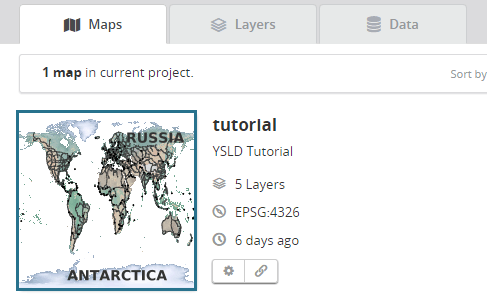 Maps
Layers
Data
1 map in current project.
Sort by
RUSSIA
ANTARCTICA
tutorial
YSLD Tutorial
5 Layers
EPSG:4326
6 days ago